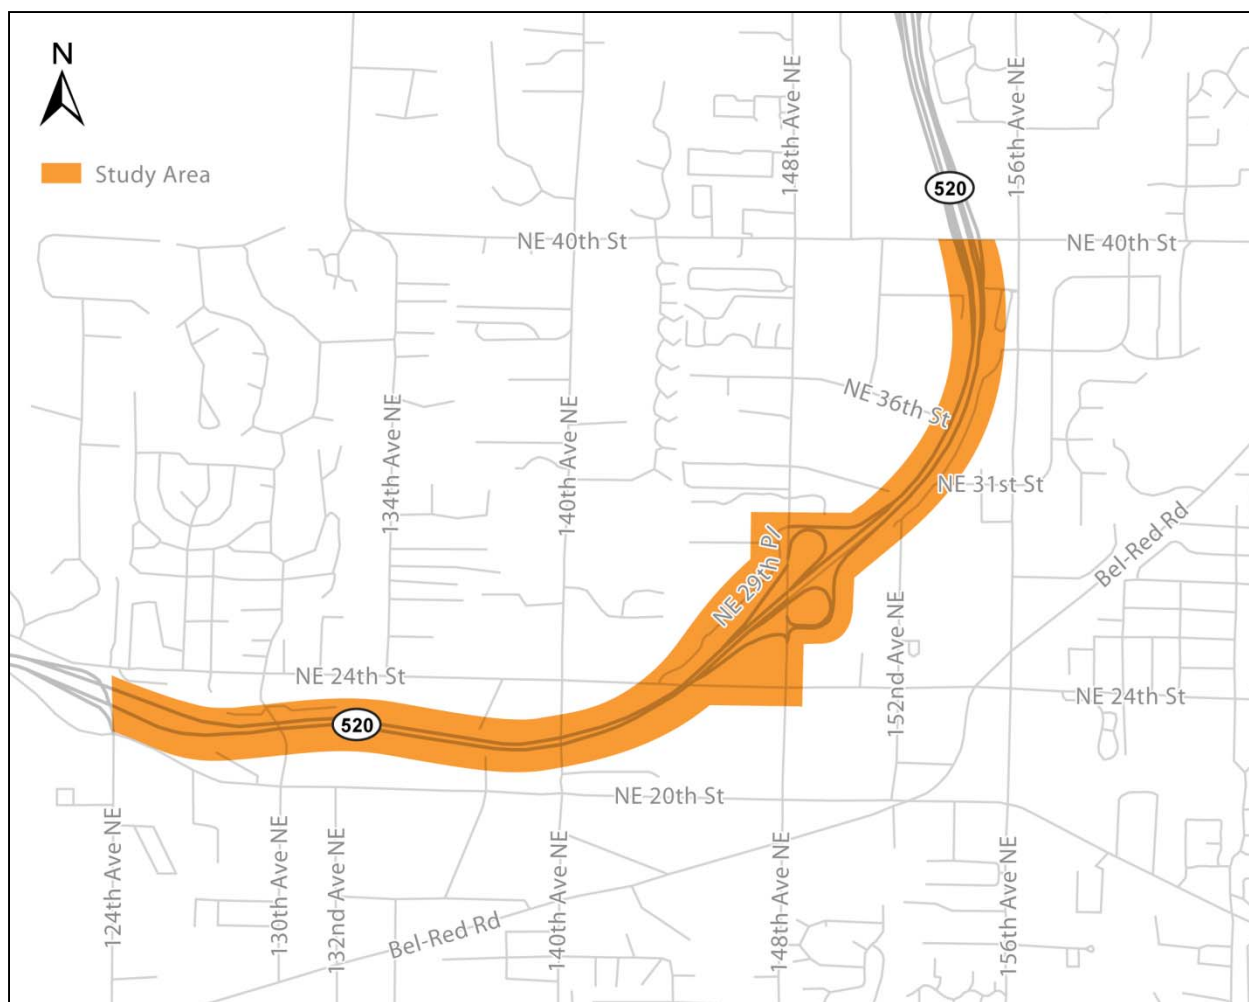 N
Study Area
148th Ave NE
156th Ave NE
520
NE 40th St
NE 40th St
NE 36th St
134th Ave NE
140th Ave NE
NE 31st St
Bel-Red Rd
NE 29th Pl
152nd Ave NE
NE 24th St
NE 24th St
520
NE 20th St
124th Ave NE
130th Ave NE
132nd Ave NE
140th Ave NE
148th Ave NE
156th Ave NE
Bel-Red Rd